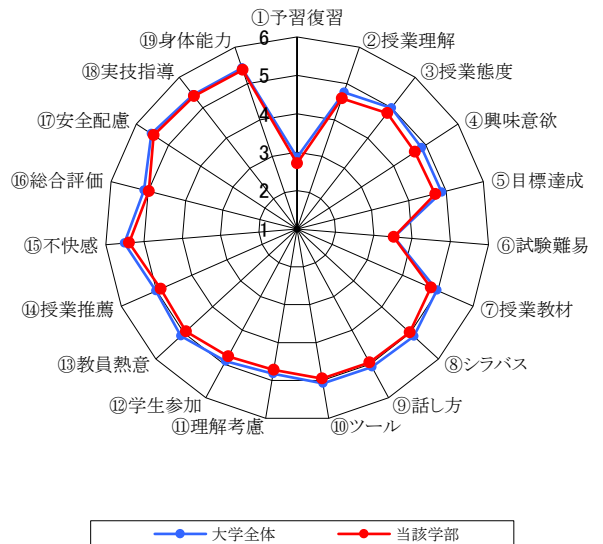 ①予習復習
②授業理解
③授業態度
④興味意欲
⑤目標達成
⑥試験難易
⑦授業教材
⑧シラバス
⑨話し方
⑩ツール
⑪理解考慮
⑫学生参加
⑬教員熱意
⑭授業推薦
⑮不快感
⑯総合評価
⑰安全配慮
⑱実技指導
⑲身体能力
6
5
4
3
2
1
大学全体
当該学部